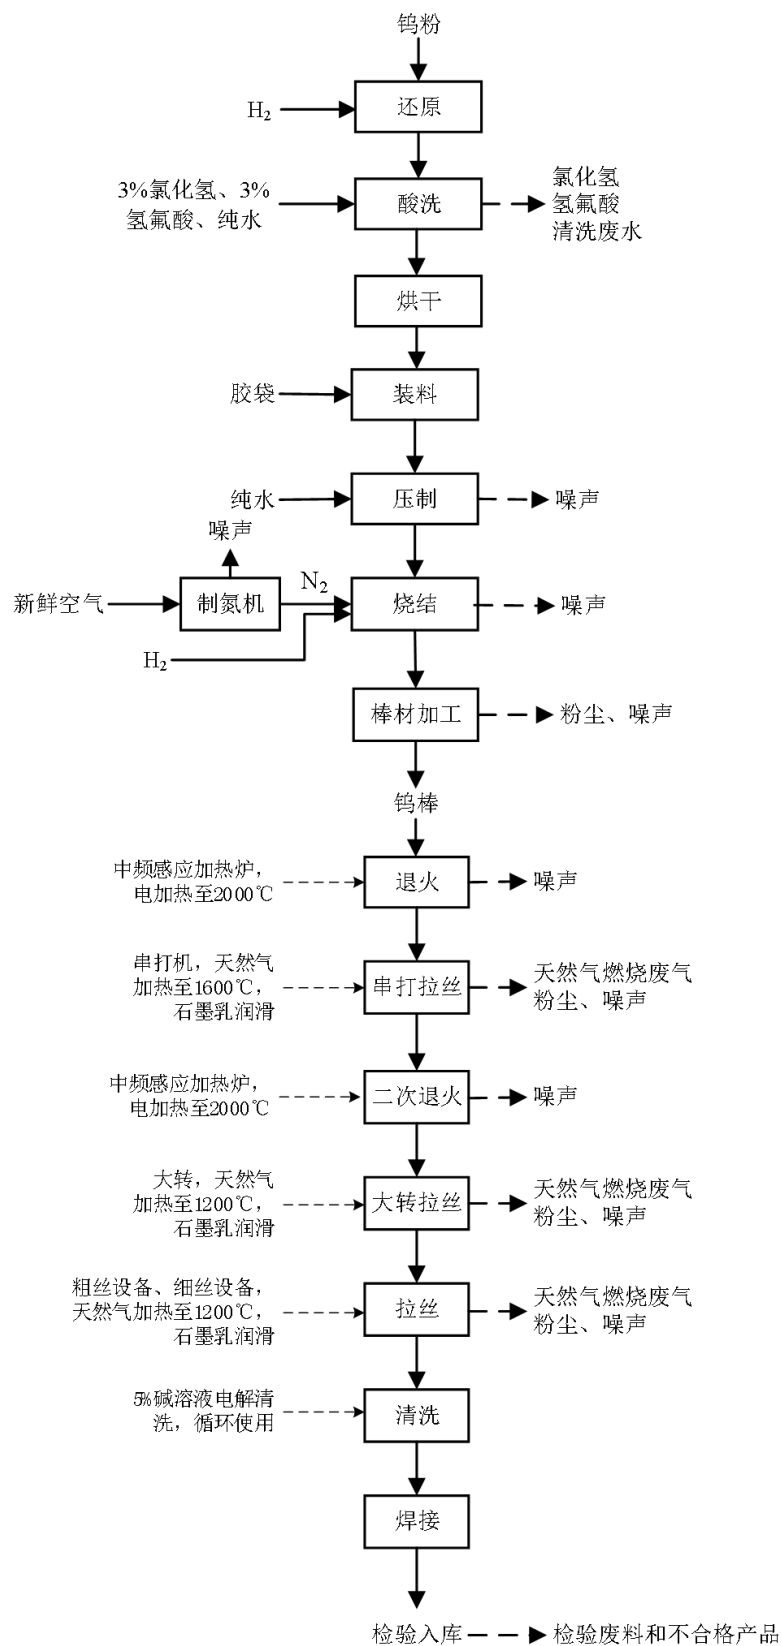 钨粉
H₂
还原
3%氯化氢、3%
氢氟酸、纯水
酸洗
氯化氢
氢氟酸
清洗废水
烘干
胶袋
装料
纯水
压制
噪声
噪声
新鲜空气
制氮机
N₂
烧结
噪声
H₂
棒材加工
粉尘、噪声
钨棒
中频感应加热炉，
电加热至2000℃
退火
噪声
串打机，天然气
加热至1600℃，
石墨乳润滑
串打拉丝
天然气燃烧废气
粉尘、噪声
中频感应加热炉，
电加热至2000℃
二次退火
噪声
大转，天然气
加热至1200℃，
石墨乳润滑
大转拉丝
天然气燃烧废气
粉尘、噪声
粗丝设备、细丝设备，
天然气加热至1200℃，
石墨乳润滑
拉丝
天然气燃烧废气
粉尘、噪声
5%碱溶液电解清
洗，循环使用
清洗
焊接
检验入库
检验废料和不合格产品